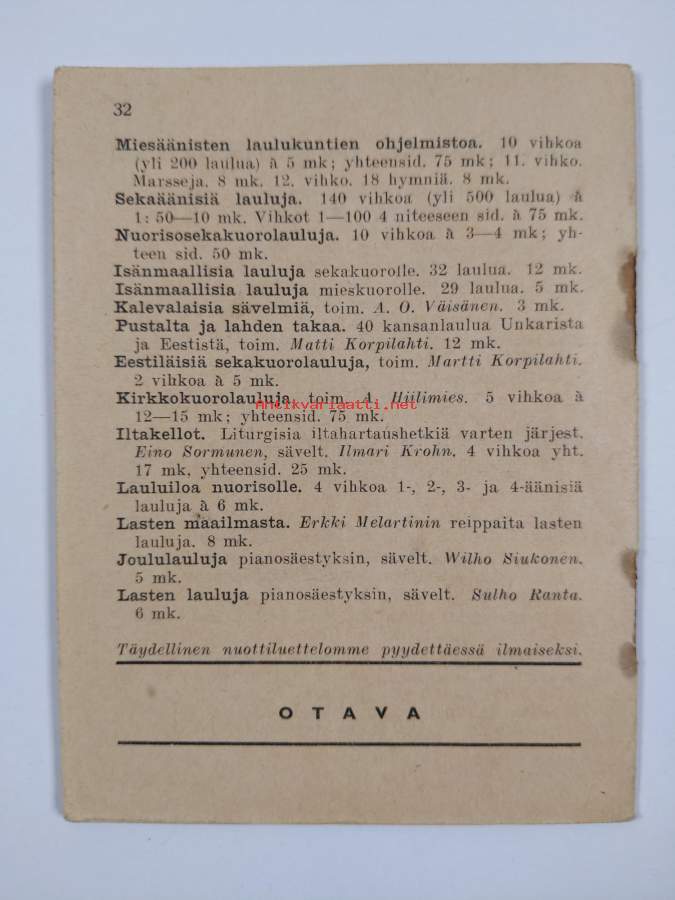 32
Miesäänisten laulukuntien ohjelmistoa. 10 vihkoa
(yli 200 laulua) à 5 mk; yhteensid. 75 mk; 11. vihko.
Marsseja. 8 mk. 12. vihko. 18 hymniä. 8 mk.
Sekaäänisiä lauluja. 140 vihkoa (yli 500 laulua) à
1: 50—10 mk. Vihkot 1—100 4 niteeseen sid. à 75 mk.
Nuorisosekakuorolauluja. 10 vihkoa à 3—4 mk; yh-
teen sid. 50 mk.
Isänmaallisia lauluja sekakuorolle. 32 laulua. 12 mk.
Isänmaallisia lauluja mieskuorolle. 29 laulua. 5 mk.
Kalevalaisia sävelmiä, toim. A. O. Väisänen. 3 mk.
Pustalta ja lahden takaa. 40 kansanlaulua Unkarista
ja Eestistä, toim. Matti Korpilahti. 12 mk.
Eestiläisiä sekakuorolauluja, toim. Martti Korpilahti.
2 vihkoa à 5 mk.
Kirkkokuorolauluja, toim. A. Hiilimies. 5 vihkoa à
Antikvariaatti.net
12—15 mk; yhteensid. 75 mk.
Iltakellot. Liturgisia iltahartaushetkiä varten järjest.
Eino Sormunen, sävelt. Ilmari Krohn. 4 vihkoa yht.
17 mk, yhteensid. 25 mk.
Lauluiloa nuorisolle. 4 vihkoa 1-, 2-, 3- ja 4-äänisiä
lauluja à 6 mk.
Lasten maailmasta. Erkki Melartinin reippaita lasten
lauluja. 8 mk.
Joululauluja pianosäestyksin, sävelt. Wilho Siukonen.
5 mk.
Lasten lauluja pianosäestyksin, sävelt. Sulho Ranta.
6 mk.
Täydellinen nuottiluettelomme pyydettäessä ilmaiseksi.
OTAVA